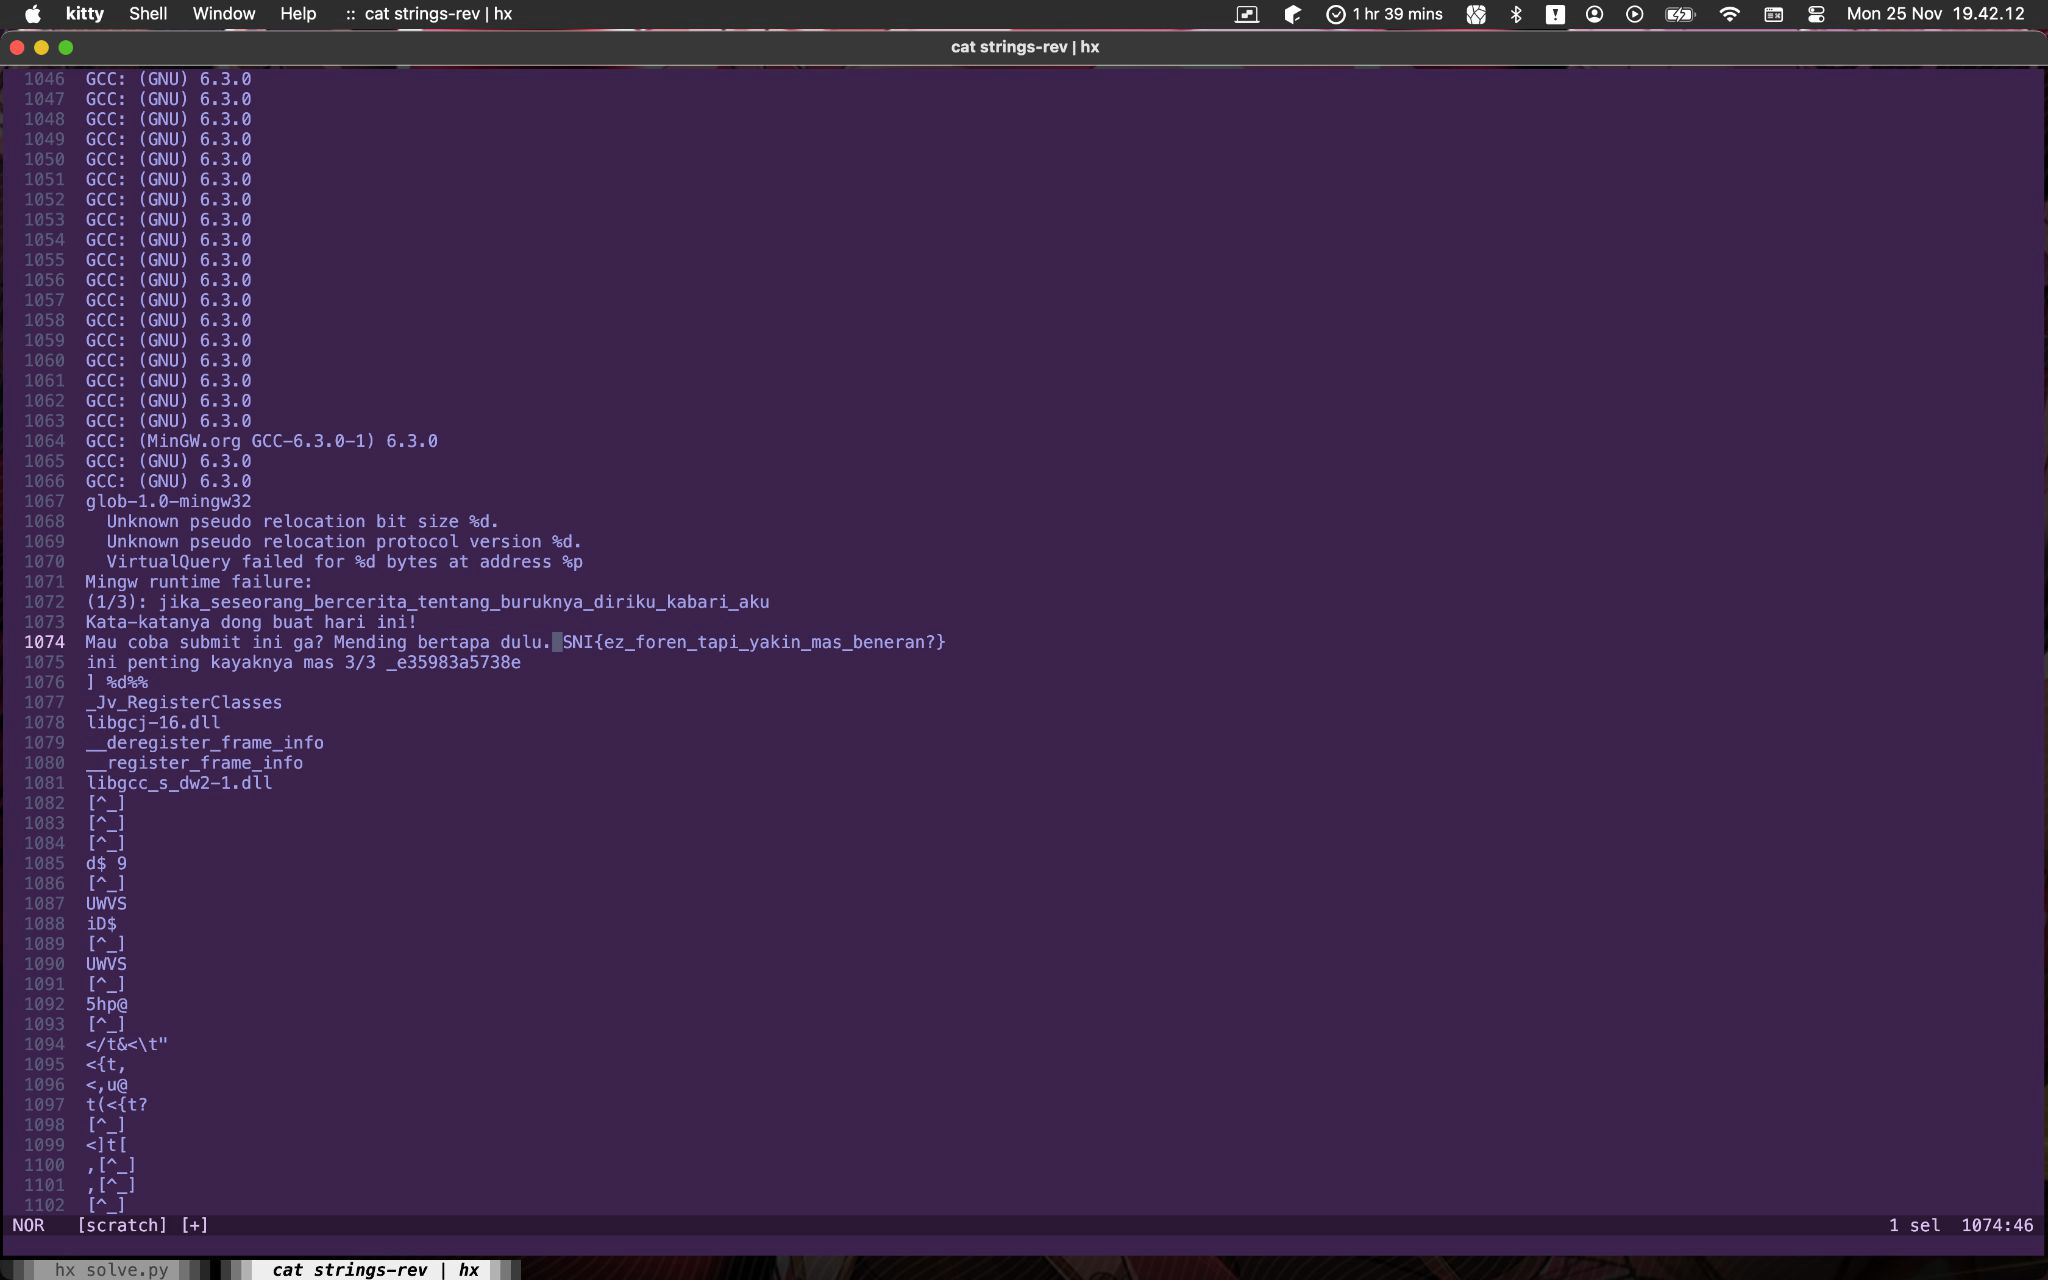 kitty Shell Window Help :: cat strings-rev | hx 1 hr 39 mins Mon 25 Nov 19.42.12
cat strings-rev | hx
1046 GCC: (GNU) 6.3.0
1047 GCC: (GNU) 6.3.0
1048 GCC: (GNU) 6.3.0
1049 GCC: (GNU) 6.3.0
1050 GCC: (GNU) 6.3.0
1051 GCC: (GNU) 6.3.0
1052 GCC: (GNU) 6.3.0
1053 GCC: (GNU) 6.3.0
1054 GCC: (GNU) 6.3.0
1055 GCC: (GNU) 6.3.0
1056 GCC: (GNU) 6.3.0
1057 GCC: (GNU) 6.3.0
1058 GCC: (GNU) 6.3.0
1059 GCC: (GNU) 6.3.0
1060 GCC: (GNU) 6.3.0
1061 GCC: (GNU) 6.3.0
1062 GCC: (GNU) 6.3.0
1063 GCC: (GNU) 6.3.0
1064 GCC: (MinGW.org GCC-6.3.0-1) 6.3.0
1065 GCC: (GNU) 6.3.0
1066 GCC: (GNU) 6.3.0
1067 glob-1.0-mingw32
1068 Unknown pseudo relocation bit size %d.
1069 Unknown pseudo relocation protocol version %d.
1070 VirtualQuery failed for %d bytes at address %p
1071 Mingw runtime failure:
1072 (1/3): jika_seseorang_bercerita_tentang_buruknya_diriku_kabari_aku
1073 Kata-katanya dong buat hari ini!
1074 Mau coba submit ini ga? Mending bertapa dulu. SNI{ez_foren_tapi_yakin_mas_beneran?}
1075 ini penting kayaknya mas 3/3 _e35983a5738e
1076 ] %d%%
1077 _Jv_RegisterClasses
1078 libgcj-16.dll
1079 __deregister_frame_info
1080 __register_frame_info
1081 libgcc_s_dw2-1.dll
1082 [^_]
1083 [^_]
1084 [^_]
1085 d$ 9
1086 [^_]
1087 UWVS
1088 iD$
1089 [^_]
1090 UWVS
1091 [^_]
1092 5hp@
1093 [^_]
1094 </t&<\t"
1095 <{t,
1096 <,u@
1097 t(<{t?
1098 [^_]
1099 <]t[
1100 ,[^_]
1101 ,[^_]
1102 [^_]
NOR [scratch] [+] 1 sel 1074:46
hx solve.py cat strings-rev | hx